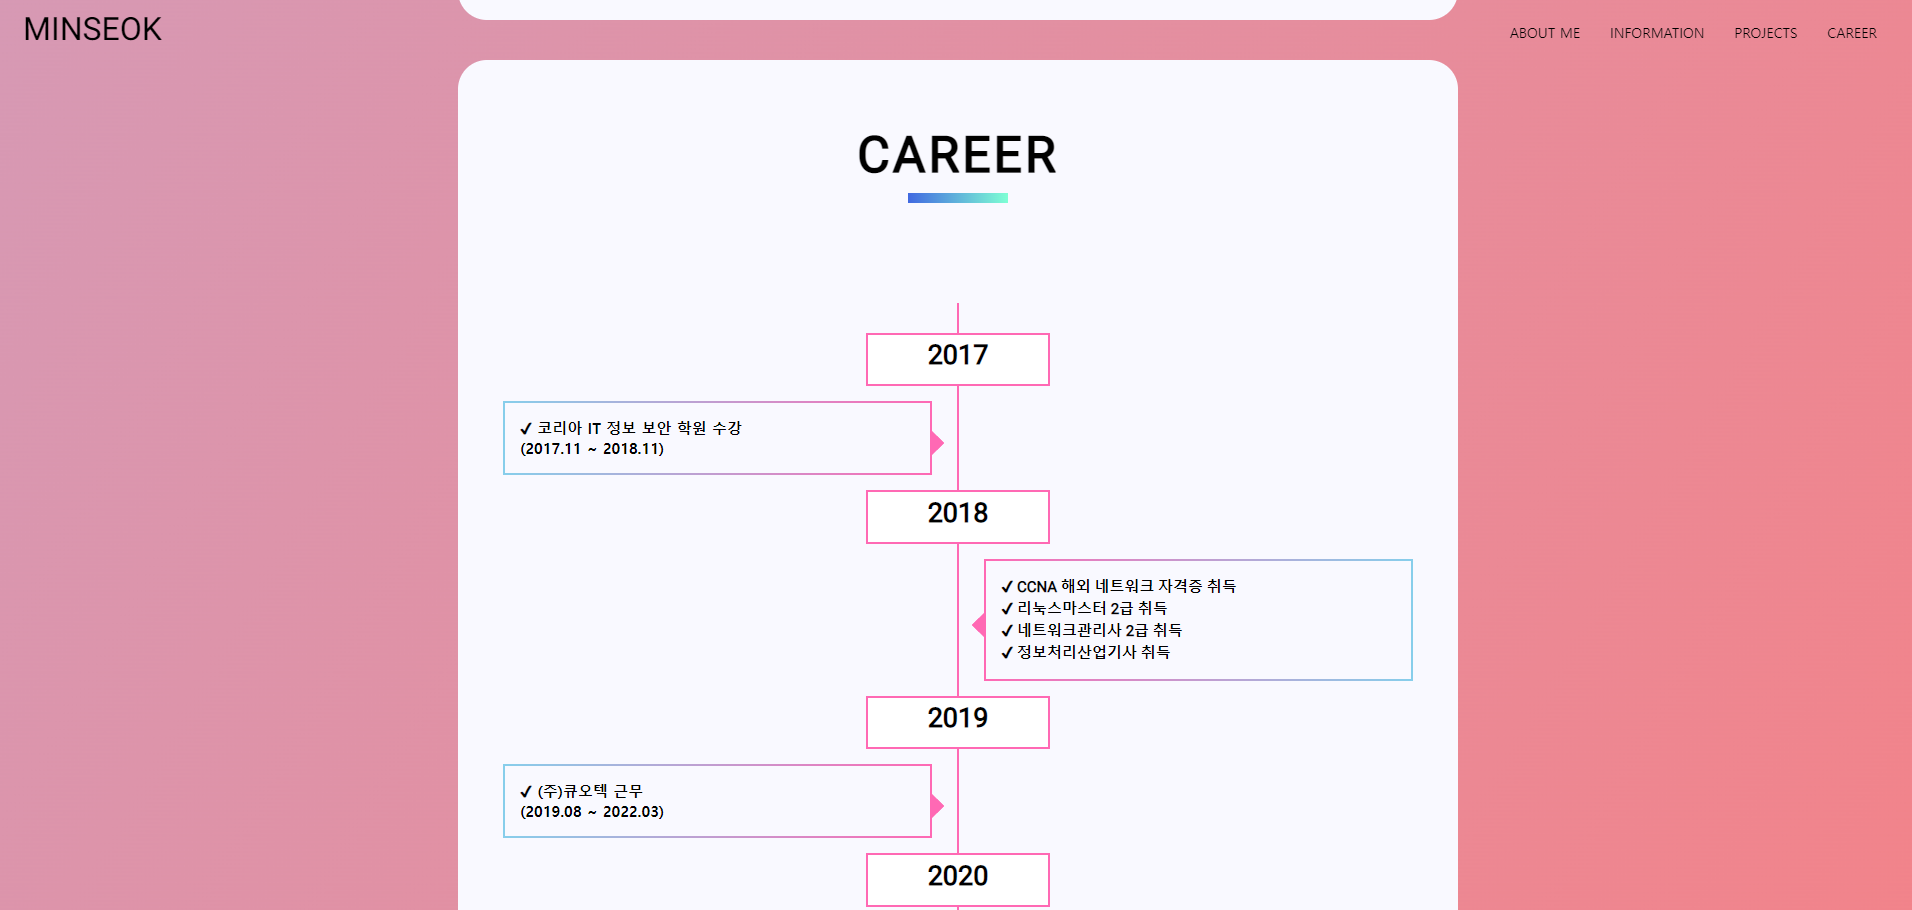 MINSEOK
ABOUT ME INFORMATION PROJECTS CAREER
CAREER
2017
✔ 코리아 IT 정보 보안 학원 수강
(2017.11 ~ 2018.11)
2018
✔ CCNA 해외 네트워크 자격증 취득
✔ 리눅스마스터 2급 취득
✔ 네트워크관리사 2급 취득
✔ 정보처리산업기사 취득
2019
✔ (주)큐오텍 근무
(2019.08 ~ 2022.03)
2020